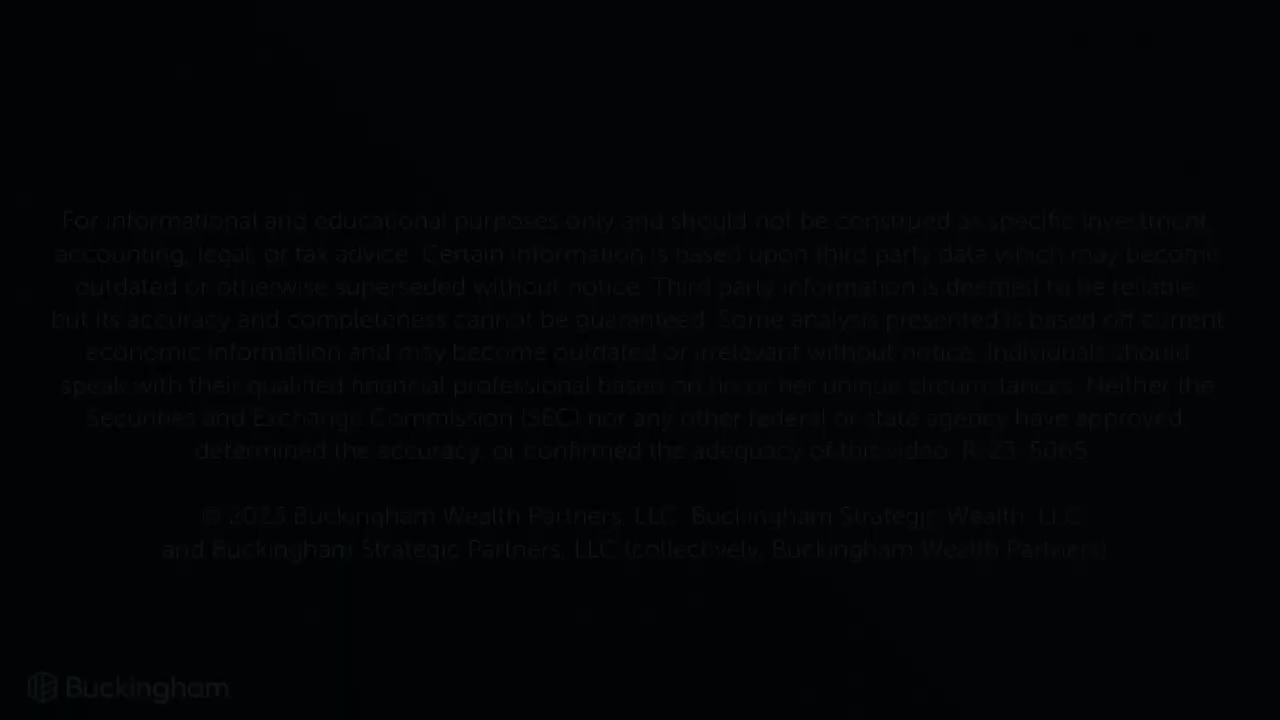 For informational and educational purposes only and should not be construed as specific investment,
accounting, legal, or tax advice. Certain information is based upon third party data which may become
outdated or otherwise superseded without notice. Third party information is deemed to be reliable,
but its accuracy and completeness cannot be guaranteed. Some analysis presented is based on current
economic information and may become outdated or irrelevant without notice. Individuals should
speak with their qualified financial professional based on his or her unique circumstances. Neither the
Securities and Exchange Commission (SEC) nor any other federal or state agency have approved,
determined the accuracy, or confirmed the adequacy of this video. R-23-5065
© 2023 Buckingham Wealth Partners, LLC. Buckingham Strategic Wealth, LLC,
and Buckingham Strategic Partners, LLC (collectively, Buckingham Wealth Partners)
Buckingham